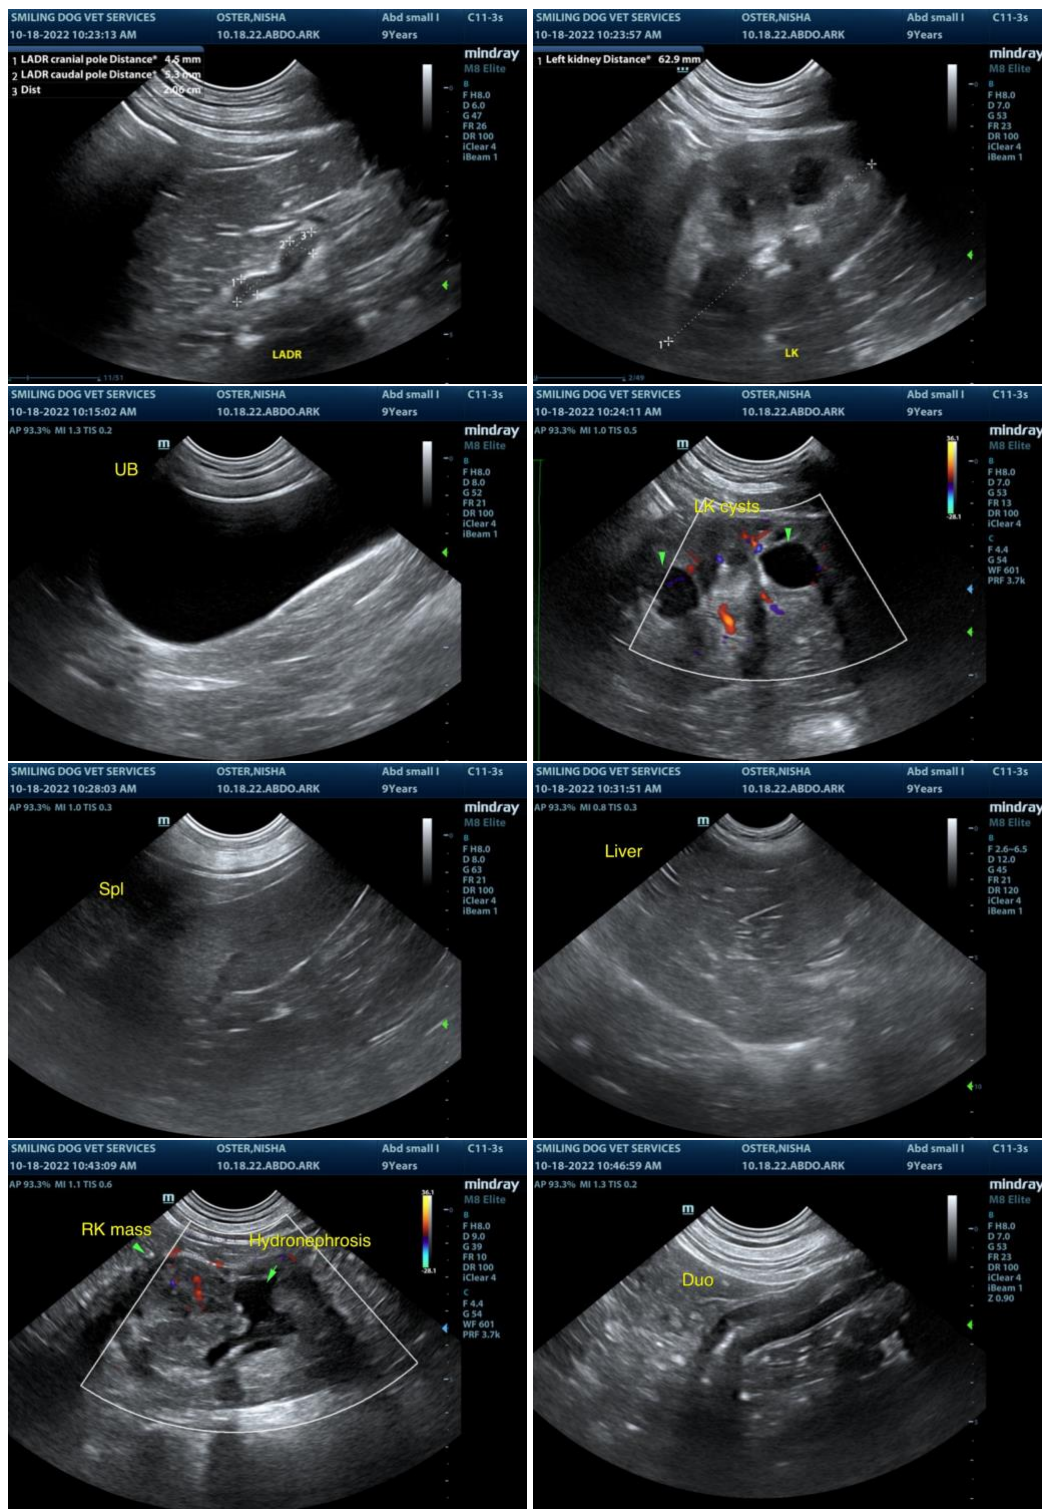 SMILING DOG VET SERVICES OSTER,NISHA Abd small I C11-3s
10-18-2022 10:23:13 AM 10.18.22.ABDO.ARK 9Years
1 LADR cranial pole Distance* 4.5 mm
2 LADR caudal pole Distance* 5.3 mm
3 Dist 2.06 cm
mindray
M8 Elite
B
F H8.0
D 6.0
G 47
FR 26
DR 100
iClear 4
iBeam 1
0
1
2
3
5
LADR
11/51
SMILING DOG VET SERVICES OSTER,NISHA Abd small I C11-3s
10-18-2022 10:23:57 AM 10.18.22.ABDO.ARK 9Years
1 Left kidney Distance* 62.9 mm
mindray
M8 Elite
B
F H8.0
D 7.0
G 53
FR 23
DR 100
iClear 4
iBeam 1
0
1
LK
2/49
SMILING DOG VET SERVICES OSTER,NISHA Abd small I C11-3s
10-18-2022 10:15:02 AM 10.18.22.ABDO.ARK 9Years
AP 93.3% MI 1.3 TIS 0.2
mindray
M8 Elite
m
UB
B
F H8.0
D 8.0
G 52
FR 21
DR 100
iClear 4
iBeam 1
SMILING DOG VET SERVICES OSTER,NISHA Abd small I C11-3s
10-18-2022 10:24:11 AM 10.18.22.ABDO.ARK 9Years
AP 93.3% MI 1.0 TIS 0.5
mindray
M8 Elite
m
36.1
-28.1
LK cysts
B
F H8.0
D 7.0
G 53
FR 13
DR 100
iClear 4
C
F 4.4
G 54
WF 601
PRF 3.7k
SMILING DOG VET SERVICES OSTER,NISHA Abd small I C11-3s
10-18-2022 10:28:03 AM 10.18.22.ABDO.ARK 9Years
AP 93.3% MI 1.0 TIS 0.3
mindray
M8 Elite
m
Spl
B
F H8.0
D 8.0
G 63
FR 21
DR 100
iClear 4
iBeam 1
SMILING DOG VET SERVICES OSTER,NISHA Abd small I C11-3s
10-18-2022 10:31:51 AM 10.18.22.ABDO.ARK 9Years
AP 93.3% MI 0.8 TIS 0.3
mindray
M8 Elite
m
Liver
B
F 2.6~6.5
D 12.0
G 45
FR 21
DR 120
iClear 4
iBeam 1
0
5
10
SMILING DOG VET SERVICES OSTER,NISHA Abd small I C11-3s
10-18-2022 10:43:09 AM 10.18.22.ABDO.ARK 9Years
AP 93.3% MI 1.1 TIS 0.6
mindray
M8 Elite
m
36.1
-28.1
RK mass
Hydronephrosis
B
F H8.0
D 9.0
G 39
FR 10
DR 100
iClear 4
C
F 4.4
G 54
WF 601
PRF 3.7k
SMILING DOG VET SERVICES OSTER,NISHA Abd small I C11-3s
10-18-2022 10:46:59 AM 10.18.22.ABDO.ARK 9Years
AP 93.3% MI 1.3 TIS 0.2
mindray
M8 Elite
m
Duo
B
F H8.0
D 7.0
G 53
FR 23
DR 100
iClear 4
iBeam 1
Z 0.90